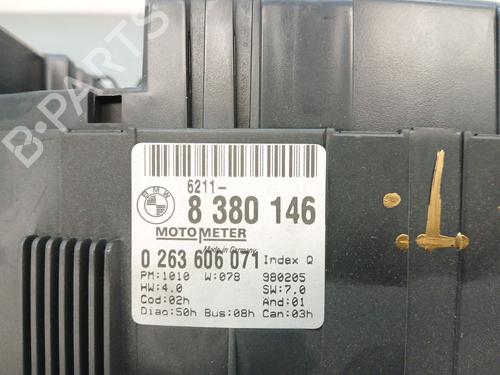 B-PARTS
BMW
6211-
8 380 146
MOTOMETER
Made in Germany
0 263 606 071 Index Q
PM:1010 W:078 980205
HW:4.0 SW:7.0
Cod:02h And:01
Diag:50h Bus:08h Can:03h